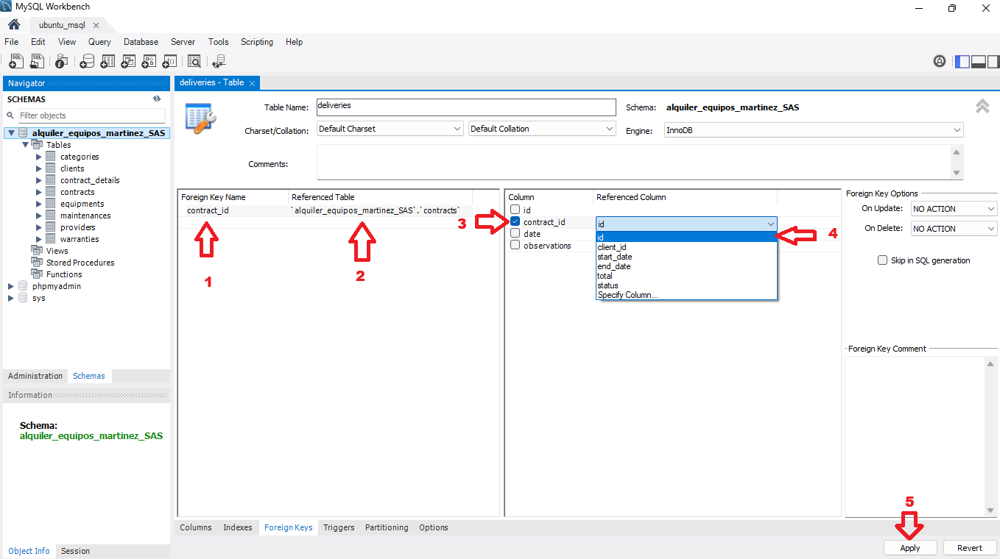 MySQL Workbench
ubuntu_msql
File Edit View Query Database Server Tools Scripting Help
Navigator
SCHEMAS
Filter objects
alquiler_equipos_martinez_SAS
Tables
categories
clients
contract_details
contracts
equipments
maintenances
providers
warranties
Views
Stored Procedures
Functions
phpmyadmin
sys
Administration Schemas
Information
Schema:
alquiler_equipos_martinez_SAS
Object Info Session
deliveries - Table
Table Name: deliveries Schema: alquiler_equipos_martinez_SAS
Charset/Collation: Default Charset Default Collation Engine: InnoDB
Comments:
Foreign Key Name Referenced Table
contract_id `alquiler_equipos_martinez_SAS`.`contracts`
1
2
Column Referenced Column
id
3 contract_id id
date
observations
id
client_id
start_date
end_date
total
status
Specify Column...
4
Foreign Key Options
On Update: NO ACTION
On Delete: NO ACTION
Skip in SQL generation
Foreign Key Comment
5
Columns Indexes Foreign Keys Triggers Partitioning Options
Apply Revert